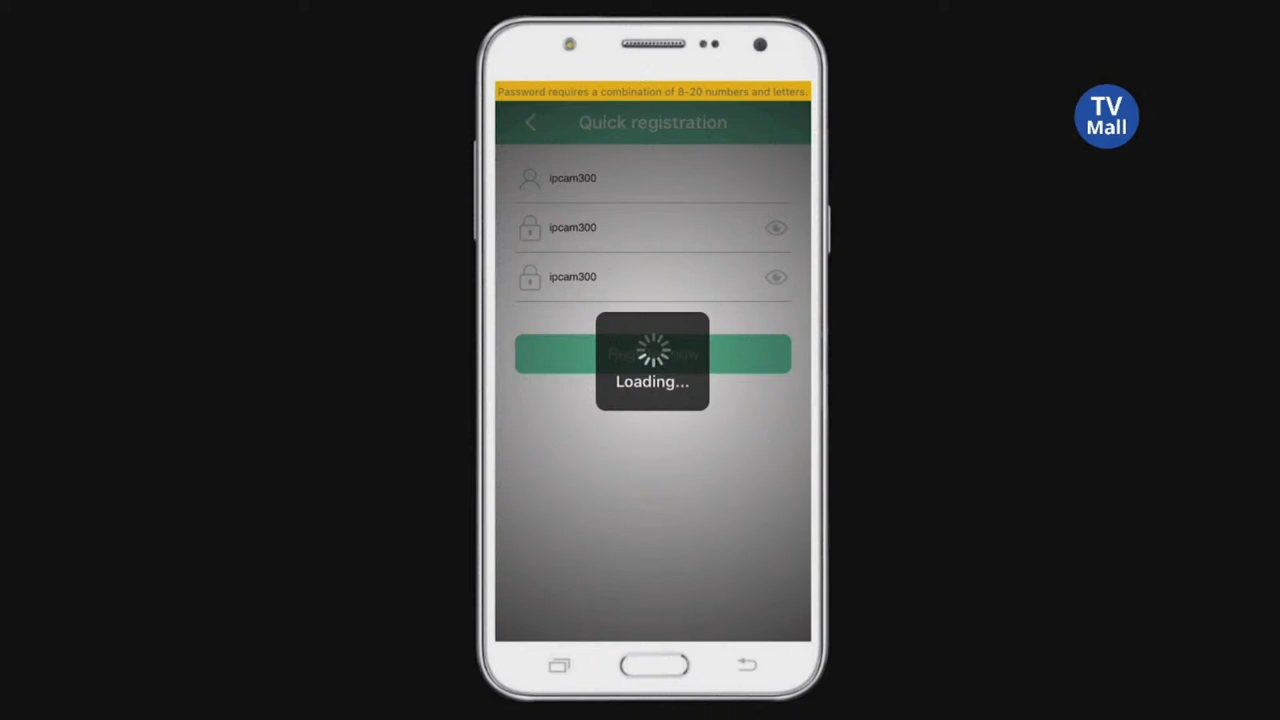 Password requires a combination of 8-20 numbers and letters.
Quick registration
ipcam300
ipcam300
ipcam300
Loading...
TV
Mall